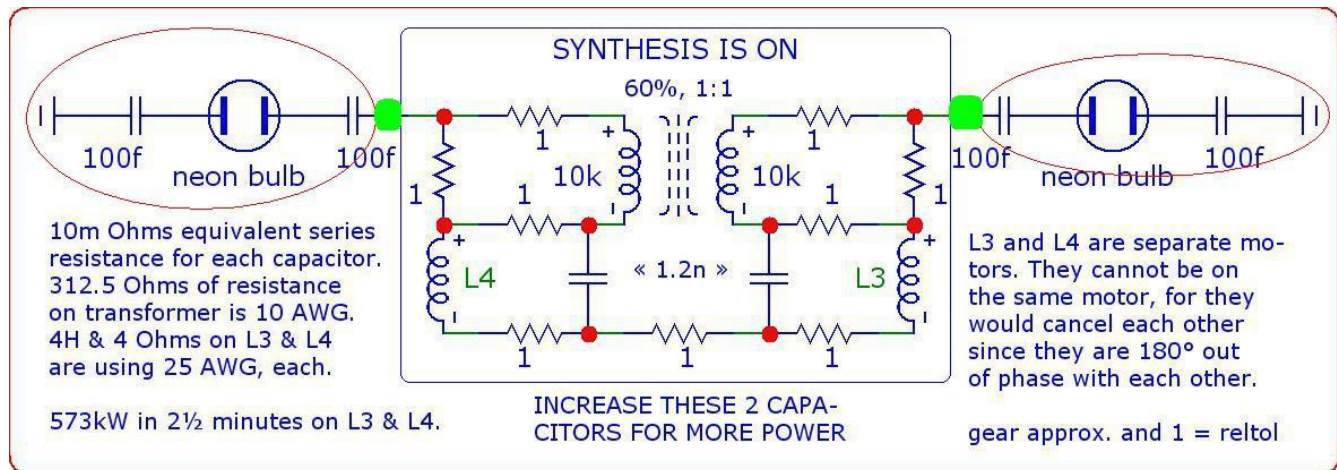 SYNTHESIS IS ON
60%, 1:1
100f
neon bulb
100f
1
10k
+
I
10k
+
I
1
100f
neon bulb
100f
1
1
1
1
+
L4
I
« 1.2n »
+
L3
I
1
1
1
10m Ohms equivalent series
resistance for each capacitor.
312.5 Ohms of resistance
on transformer is 10 AWG.
4H & 4 Ohms on L3 & L4
are using 25 AWG, each.
573kW in 2½ minutes on L3 & L4.
INCREASE THESE 2 CAPA-
CITORS FOR MORE POWER
L3 and L4 are separate mo-
tors. They cannot be on
the same motor, for they
would cancel each other
since they are 180° out
of phase with each other.
gear approx. and 1 = reltol